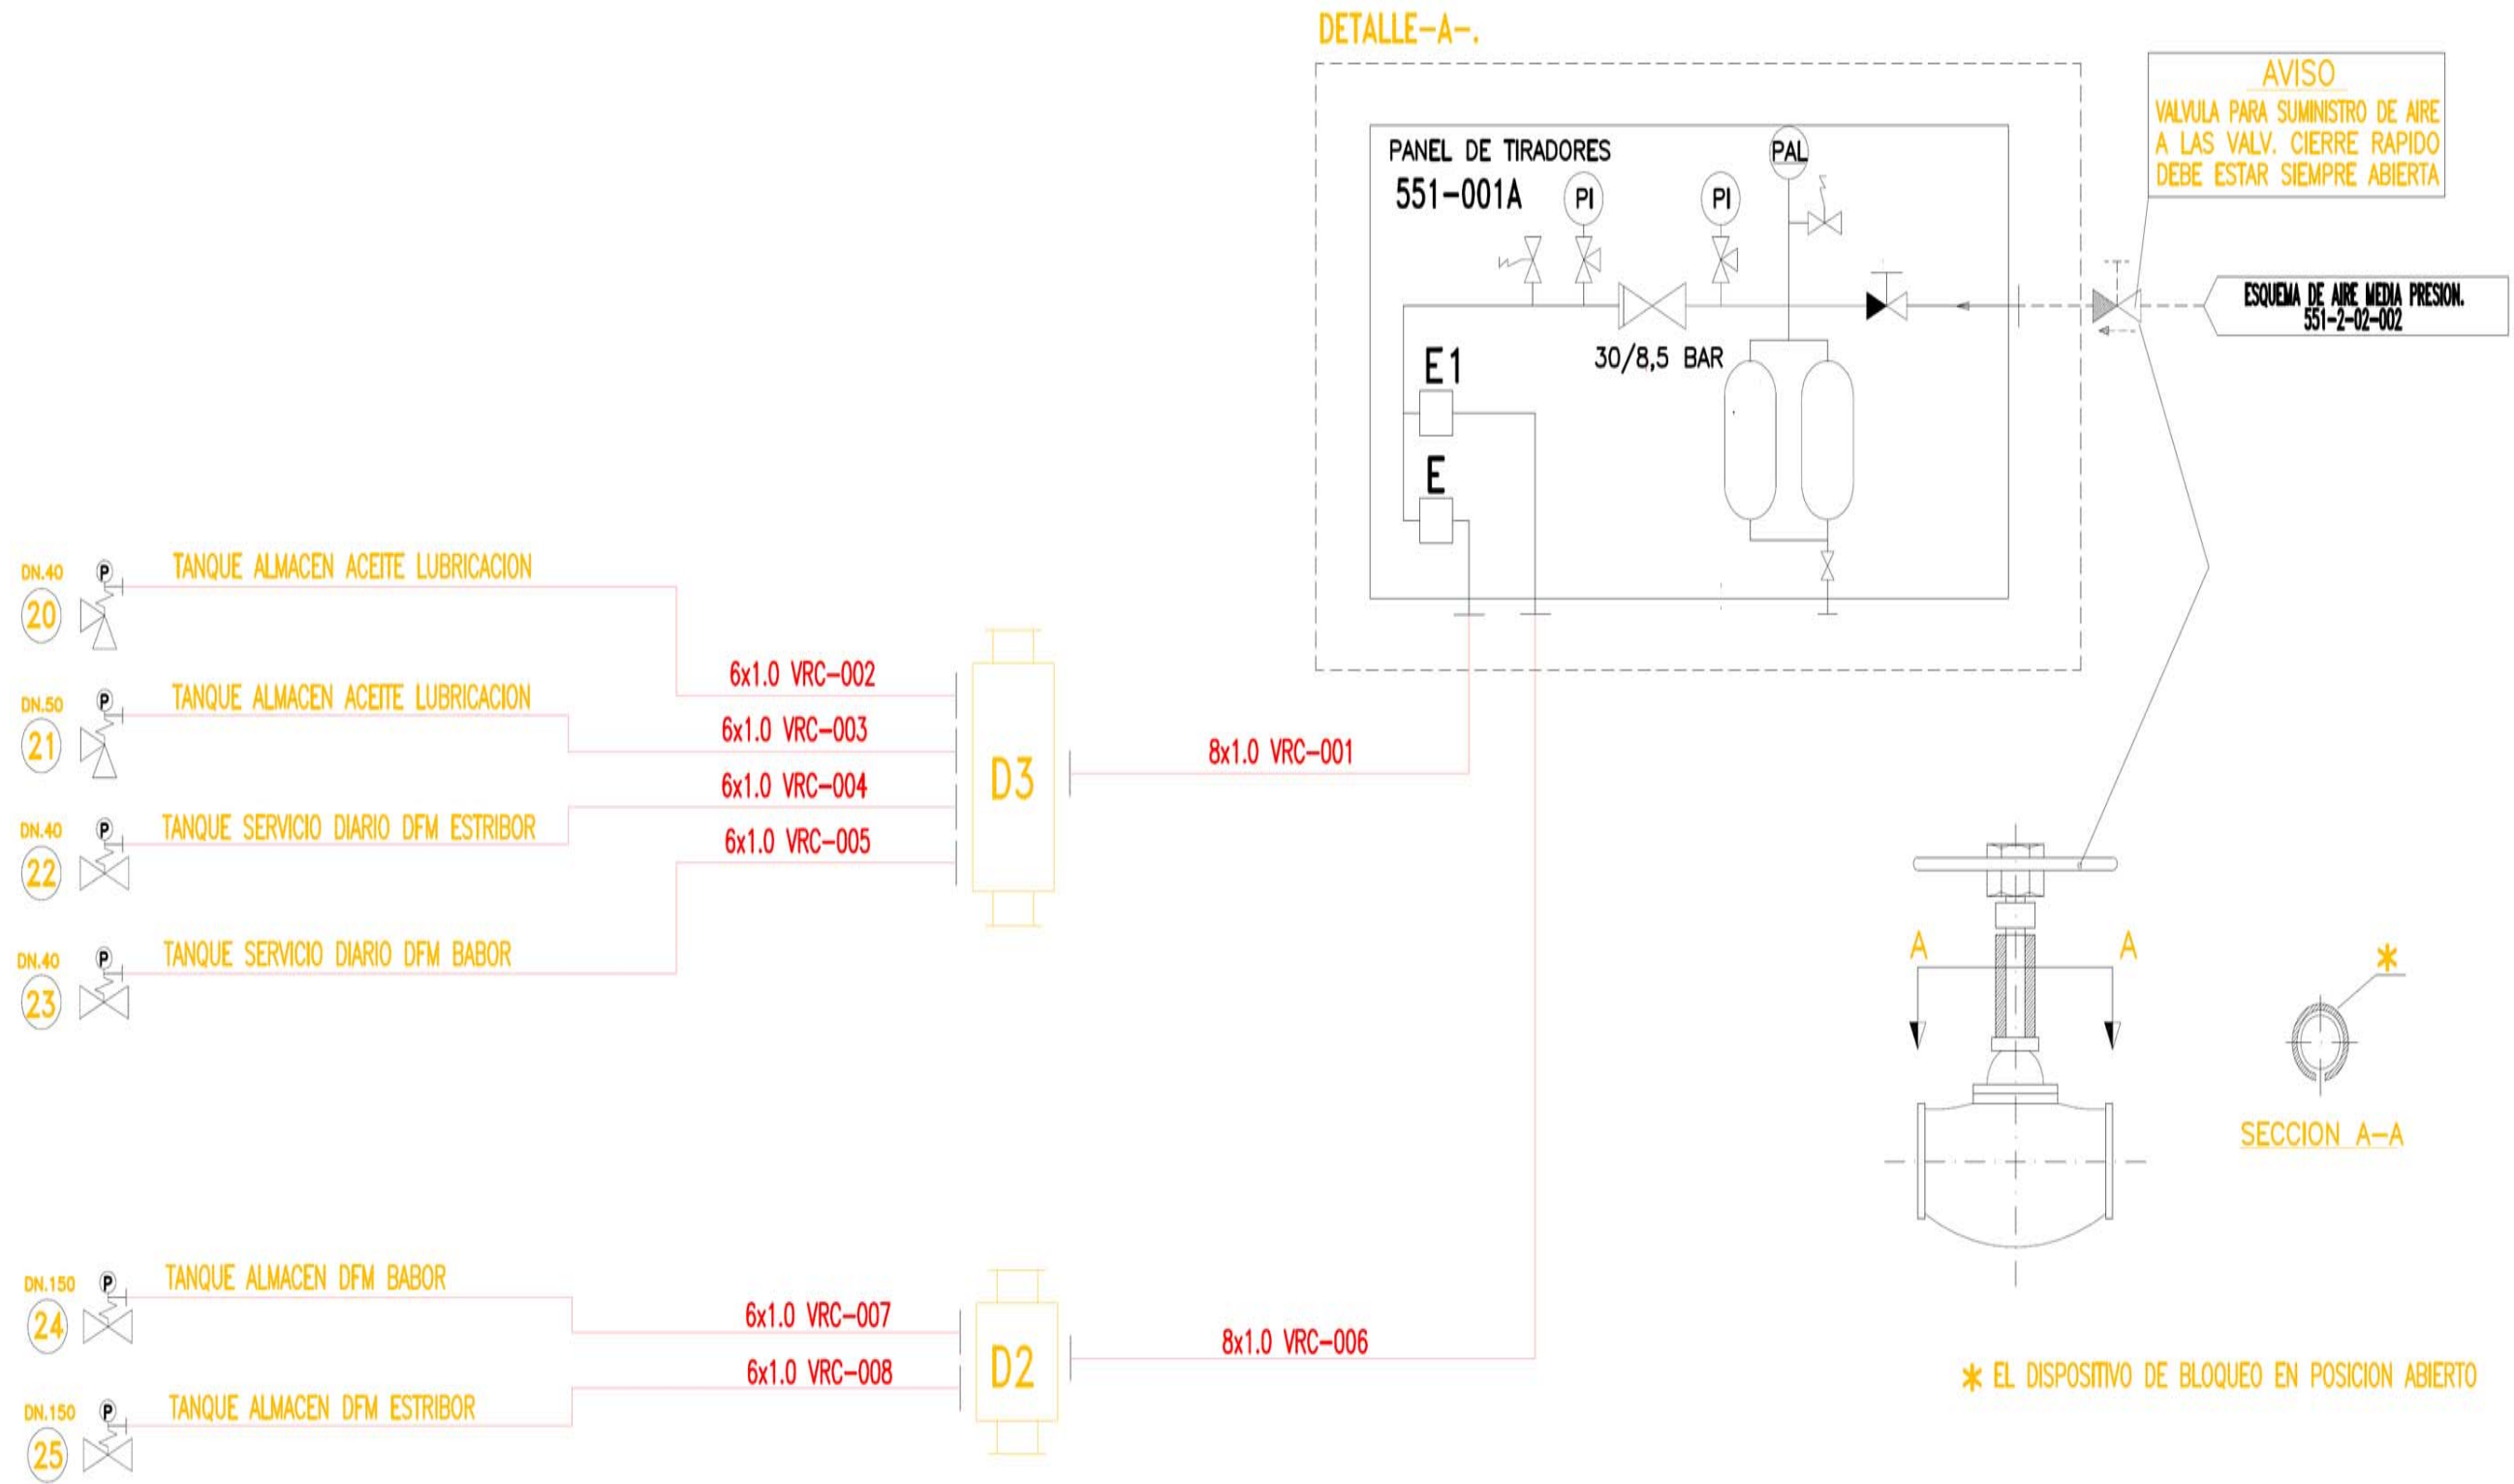 DETALLE-A-.
AVISO
VALVULA PARA SUMINISTRO DE AIRE
A LAS VALV. CIERRE RAPIDO
DEBE ESTAR SIEMPRE ABIERTA
PANEL DE TIRADORES
551-001A
PI
PI
PAL
ESQUEMA DE AIRE MEDIA PRESION.
551-2-02-002
30/8,5 BAR
E1
E
DN.40
P
TANQUE ALMACEN ACEITE LUBRICACION
20
6x1.0 VRC-002
DN.50
P
TANQUE ALMACEN ACEITE LUBRICACION
21
6x1.0 VRC-003
D3
8x1.0 VRC-001
6x1.0 VRC-004
DN.40
P
TANQUE SERVICIO DIARIO DFM ESTRIBOR
22
6x1.0 VRC-005
DN.40
P
TANQUE SERVICIO DIARIO DFM BABOR
23
A
A
*
SECCION A-A
DN.150
P
TANQUE ALMACEN DFM BABOR
24
6x1.0 VRC-007
D2
8x1.0 VRC-006
6x1.0 VRC-008
DN.150
P
TANQUE ALMACEN DFM ESTRIBOR
25
* EL DISPOSITIVO DE BLOQUEO EN POSICION ABIERTO